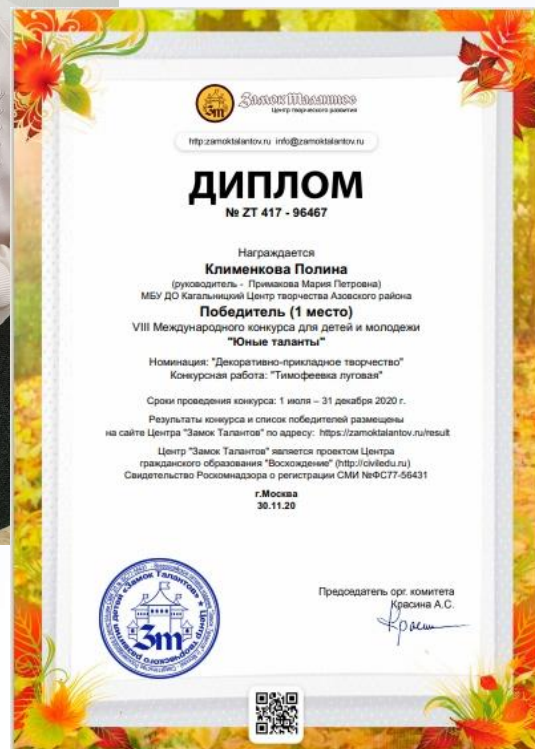 Замок Талантов
Центр творческого развития
http:zamoktalantov.ru info@zamoktalantov.ru
ДИПЛОМ
№ ZT 417 - 96467
Награждается
Клименкова Полина
(руководитель - Примакова Мария Петровна)
МБУ ДО Кагальницкий Центр творчества Азовского района
Победитель (1 место)
VIII Международного конкурса для детей и молодежи
"Юные таланты"
Номинация: "Декоративно-прикладное творчество"
Конкурсная работа: "Тимофеевка луговая"
Сроки проведения конкурса: 1 июля – 31 декабря 2020 г.
Результаты конкурса и список победителей размещены
на сайте Центра "Замок Талантов" по адресу: https://zamoktalantov.ru/result
Центр "Замок Талантов" является проектом Центра
гражданского образования "Восхождение" (http://civiledu.ru)
Свидетельство Роскомнадзора о регистрации СМИ №ФС77-56431
г.Москва
30.11.20
Председатель орг. комитета
Красина А.С.
Центр творческого развития детей «Замок Талантов»
Зт